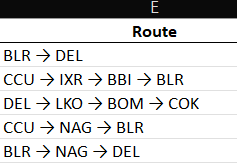 E
Route
BLR → DEL
CCU → IXR → BBI → BLR
DEL → LKO → BOM → COK
CCU → NAG → BLR
BLR → NAG → DEL